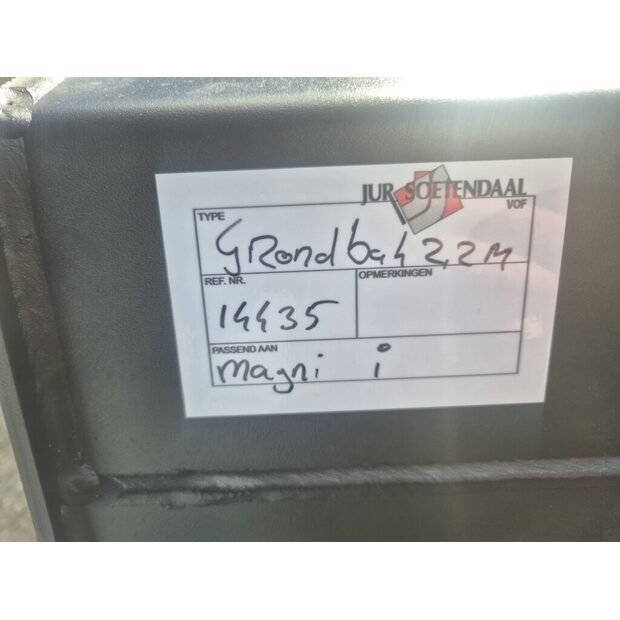 JUR SOETENDAAL
VOF
TYPE
GRondbak 2,2M
REF. NR.
OPMERKINGEN
14435
PASSEND AAN
Magni i